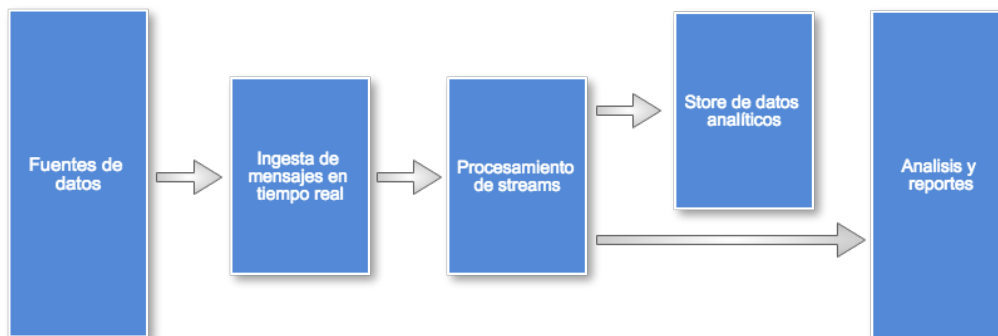 Fuentes de
datos
Ingesta de
mensajes en
tiempo real
Procesamiento
de streams
Store de datos
analíticos
Analisis y
reportes